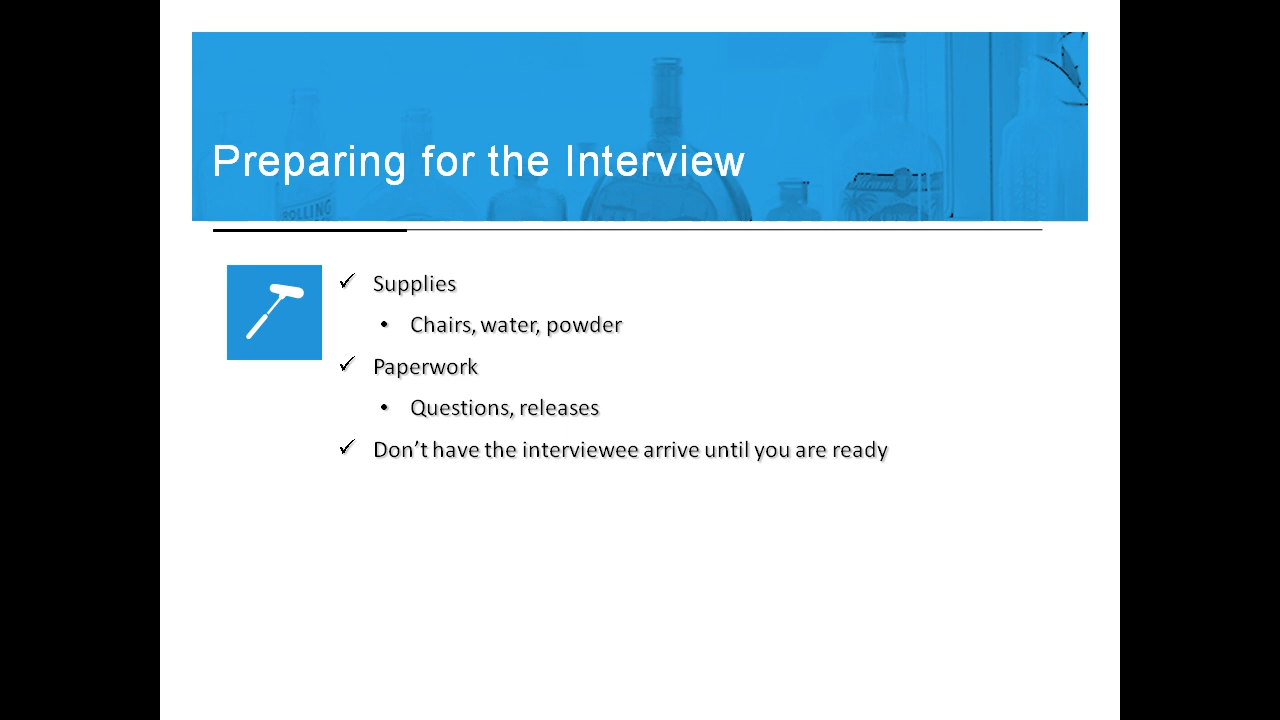 Preparing for the Interview
ROLLING
✓ Supplies
• Chairs, water, powder
✓ Paperwork
• Questions, releases
✓ Don’t have the interviewee arrive until you are ready